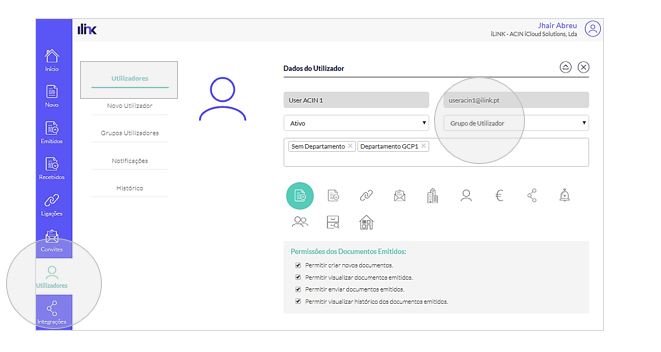 ilink
Jhair Abreu
iLINK - ACIN iCloud Solutions, Lda
Início
Novo
Emitidos
Recebidos
Ligações
Convites
Utilizadores
Integrações
Utilizadores
Novo Utilizador
Grupos Utilizadores
Notificações
Histórico
Dados do Utilizador
User ACIN 1
useracin1@ilink.pt
Ativo
Grupo de Utilizador
Sem Departamento ×
Departamento GCP1 ×
Permissões dos Documentos Emitidos:
Permitir criar novos documentos.
Permitir visualizar documentos emitidos.
Permitir enviar documentos emitidos.
Permitir visualizar histórico dos documentos emitidos.